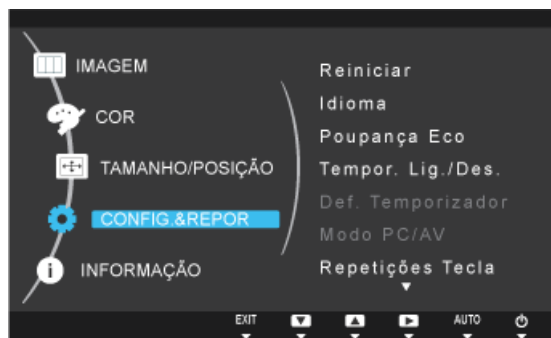 IMAGEM
COR
TAMANHO/POSIÇÃO
CONFIG.&REPOR
INFORMAÇÃO
Reiniciar
Idioma
Poupança Eco
Tempor. Lig./Des.
Def. Temporizador
Modo PC/AV
Repetições Tecla
EXIT AUTO